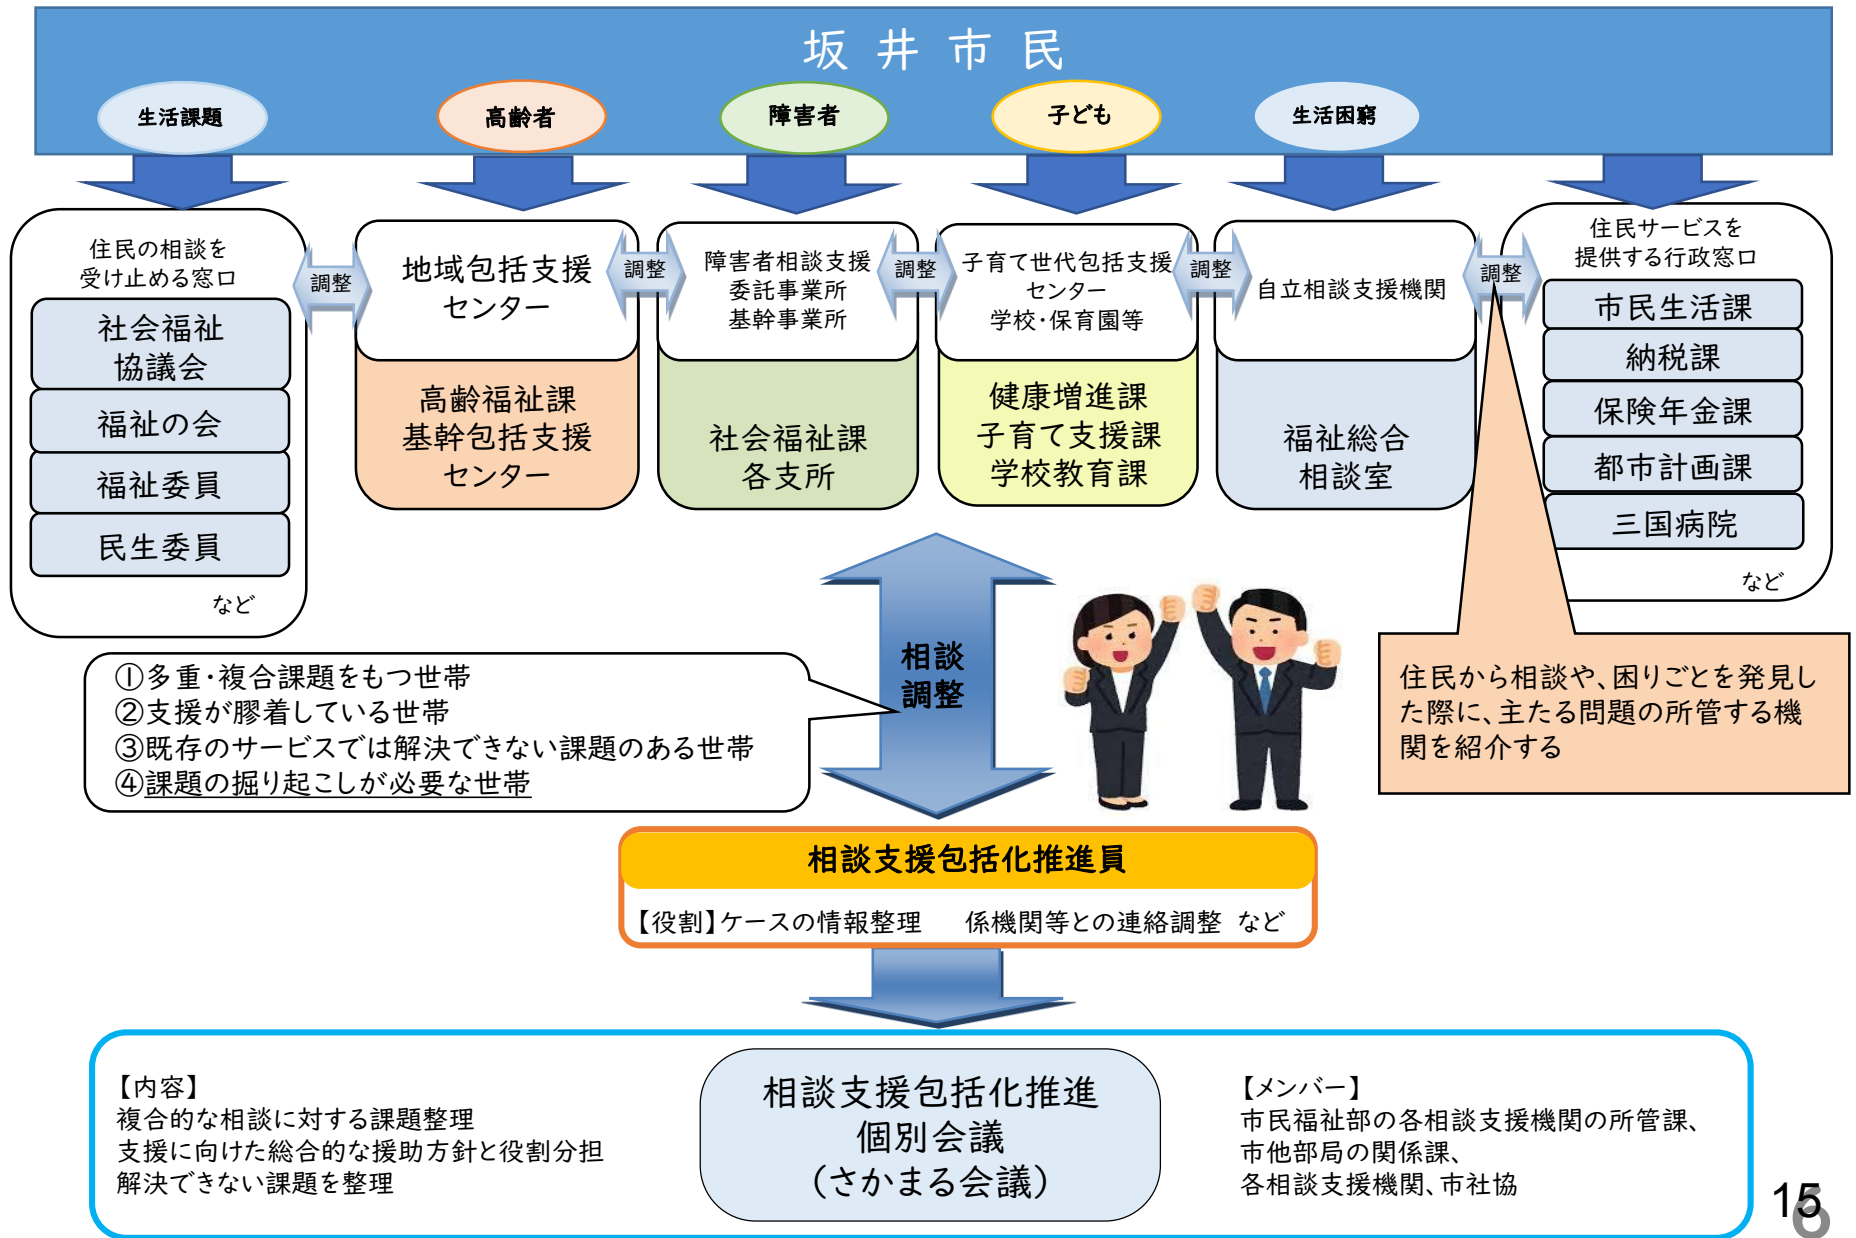 坂井市民
生活課題
高齢者
障害者
子ども
生活困窮
住民の相談を
受け止める窓口
社会福祉
協議会
福祉の会
福祉委員
民生委員
など
調整
地域包括支援
センター
高齢福祉課
基幹包括支援
センター
調整
障害者相談支援
委託事業所
基幹事業所
社会福祉課
各支所
調整
子育て世代包括支援
センター
学校・保育園等
健康増進課
子育て支援課
学校教育課
調整
自立相談支援機関
福祉総合
相談室
調整
住民サービスを
提供する行政窓口
市民生活課
納税課
保険年金課
都市計画課
三国病院
など
①多重・複合課題をもつ世帯
②支援が膠着している世帯
③既存のサービスでは解決できない課題のある世帯
④課題の掘り起こしが必要な世帯
相談
調整
住民から相談や、困りごとを発見し
た際に、主たる問題の所管する機
関を紹介する
相談支援包括化推進員
【役割】ケースの情報整理 係機関等との連絡調整 など
【内容】
複合的な相談に対する課題整理
支援に向けた総合的な援助方針と役割分担
解決できない課題を整理
相談支援包括化推進
個別会議
(さかまる会議)
【メンバー】
市民福祉部の各相談支援機関の所管課、
市他部局の関係課、
各相談支援機関、市社協
15
6